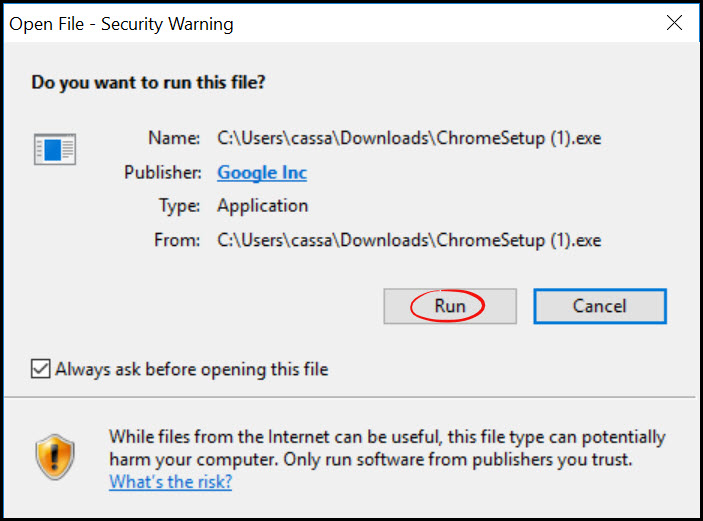 Open File - Security Warning
Do you want to run this file?
Name: C:\Users\cassa\Downloads\ChromeSetup (1).exe
Publisher: Google Inc
Type: Application
From: C:\Users\cassa\Downloads\ChromeSetup (1).exe
Run Cancel
Always ask before opening this file
While files from the Internet can be useful, this file type can potentially
harm your computer. Only run software from publishers you trust.
What's the risk?